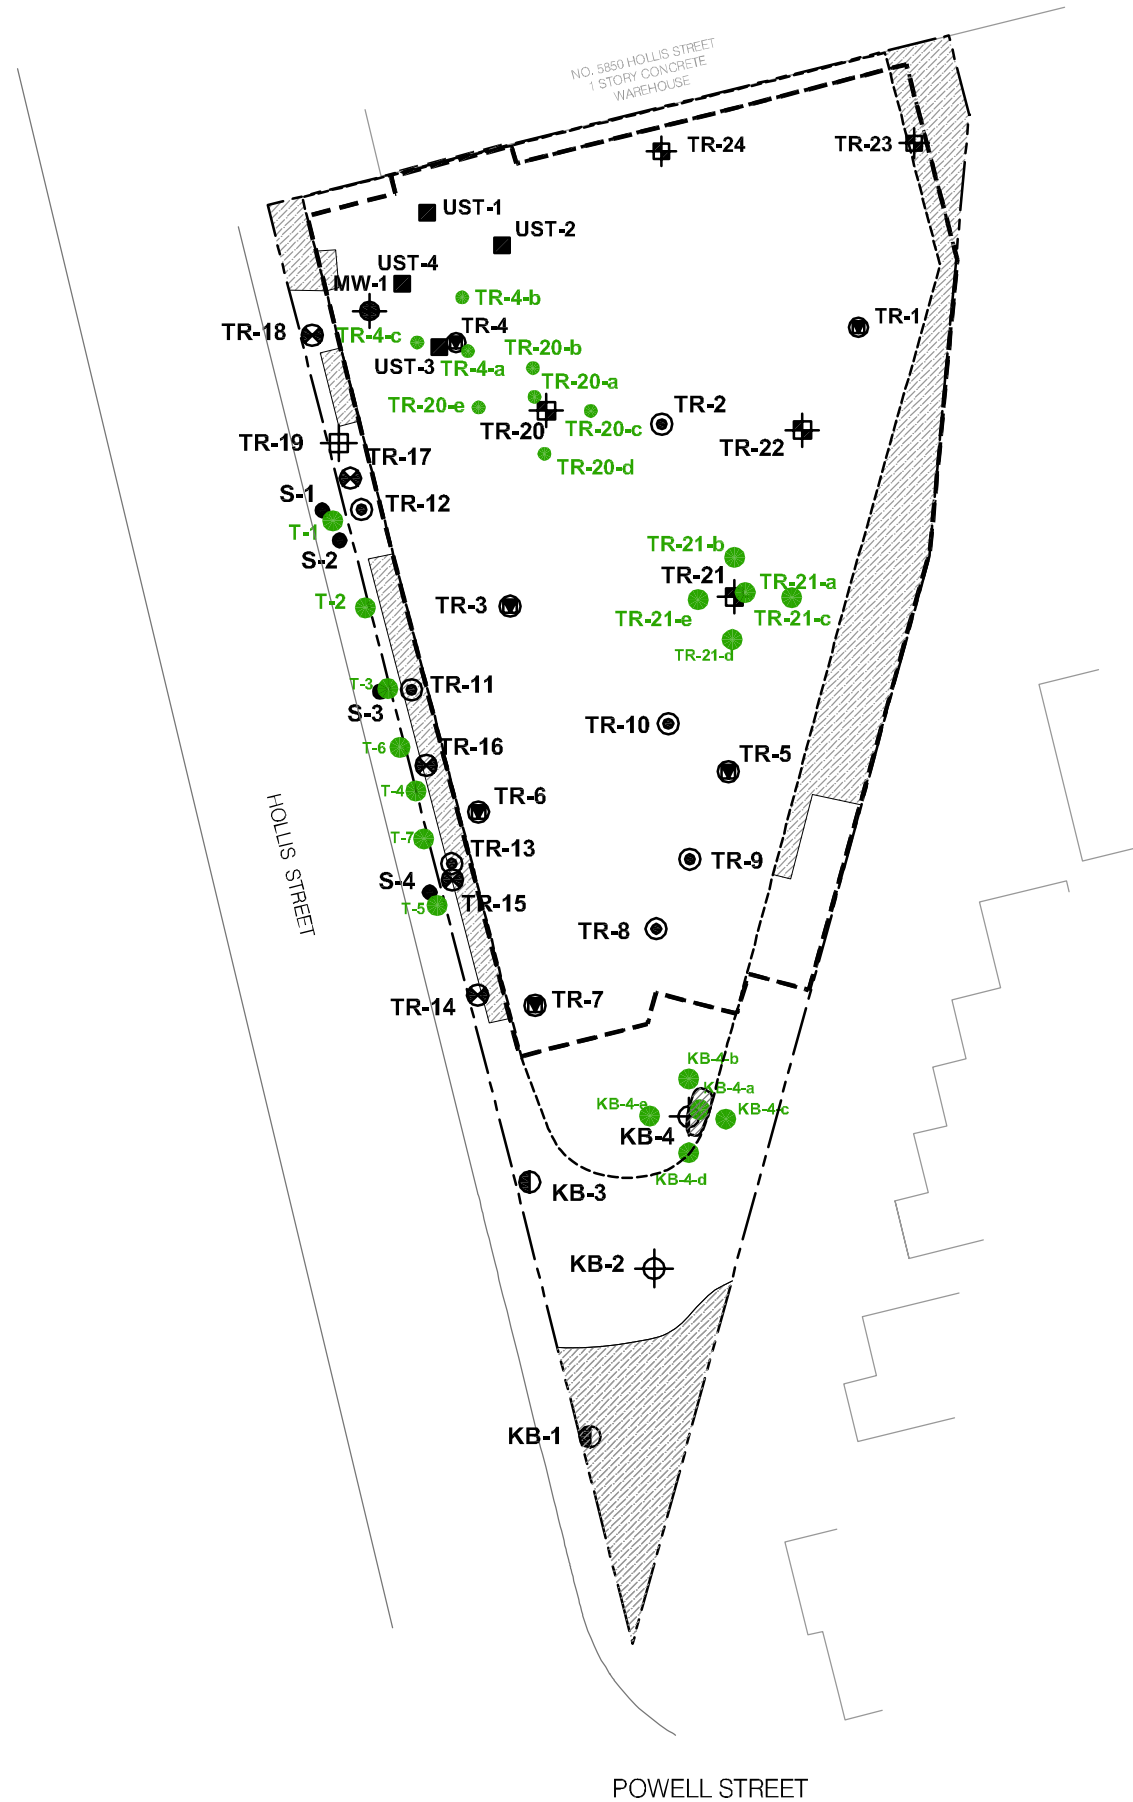 NO. 5850 HOLLIS STREET
1 STORY CONCRETE
WAREHOUSE
TR-24
TR-23
UST-1
UST-2
UST-4
MW-1
TR-4-b
TR-1
TR-18
TR-4-c
TR-4
UST-3
TR-4-a
TR-20-b
TR-20-a
TR-20-e
TR-20
TR-20-c
TR-2
TR-22
TR-19
TR-17
TR-20-d
S-1
TR-12
T-1
S-2
TR-21-b
TR-21
TR-21-a
T-2
TR-3
TR-21-e
TR-21-c
TR-21-d
T-3
TR-11
S-3
TR-10
T-6
TR-16
TR-5
T-4
TR-6
HOLLIS STREET
T-7
TR-13
TR-9
S-4
T-5
TR-15
TR-8
TR-14
TR-7
KB-4-b
KB-4-a
KB-4-e
KB-4-c
KB-4
KB-4-d
KB-3
KB-2
KB-1
POWELL STREET